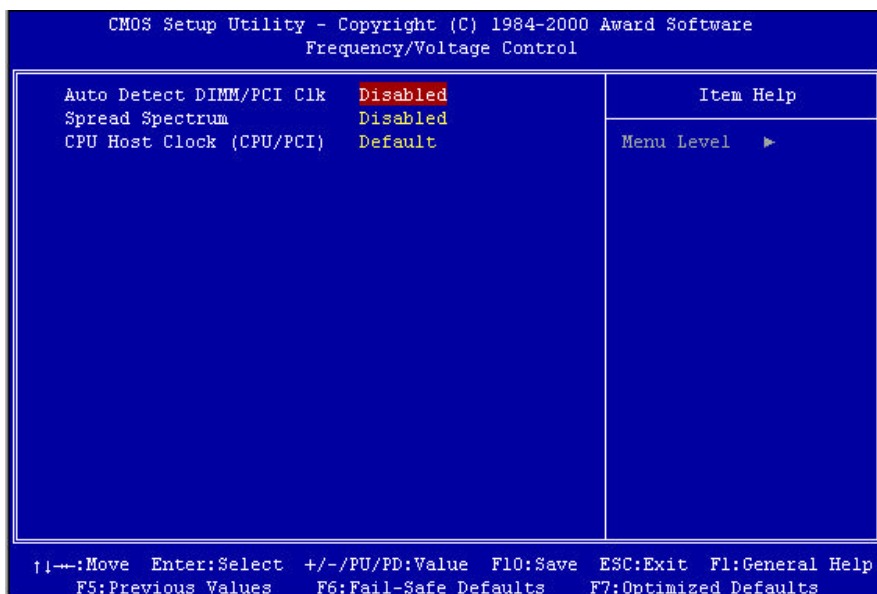 CMOS Setup Utility - Copyright (C) 1984-2000 Award Software
Frequency/Voltage Control
Auto Detect DIMM/PCI Clk Disabled
Spread Spectrum Disabled
CPU Host Clock (CPU/PCI) Default
Item Help
Menu Level ►
↑↓→←:Move Enter:Select +/-/PU/PD:Value F10:Save ESC:Exit F1:General Help
F5:Previous Values F6:Fail-Safe Defaults F7:Optimized Defaults